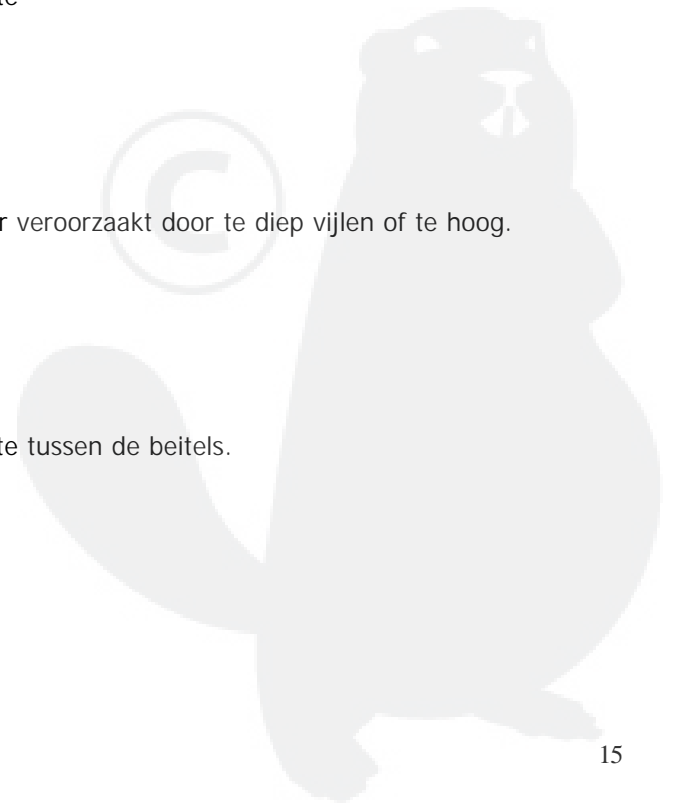 te
r veroorzaakt door te diep vijlen of te hoog.
te tussen de beitels.
©
15